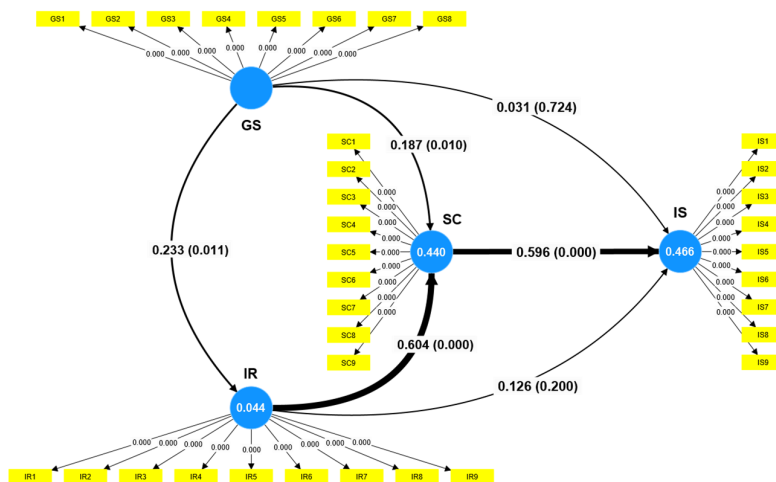 GS1 GS2 GS3 GS4 GS5 GS6 GS7 GS8
0.000 0.000 0.000 0.000 0.000 0.000 0.000 0.000
GS
0.031 (0.724)
0.187 (0.010)
SC1
SC2
SC3
SC4
SC5
SC6
SC7
SC8
SC9
0.000
0.000
0.000
0.000
0.000
0.000
0.000
0.000
0.000
SC
0.440
0.596 (0.000)
IS
0.466
0.000
0.000
0.000
0.000
0.000
0.000
0.000
0.000
0.000
IS1
IS2
IS3
IS4
IS5
IS6
IS7
IS8
IS9
0.233 (0.011)
0.604 (0.000)
0.126 (0.200)
IR
0.044
0.000 0.000 0.000 0.000 0.000 0.000 0.000 0.000 0.000
IR1 IR2 IR3 IR4 IR5 IR6 IR7 IR8 IR9